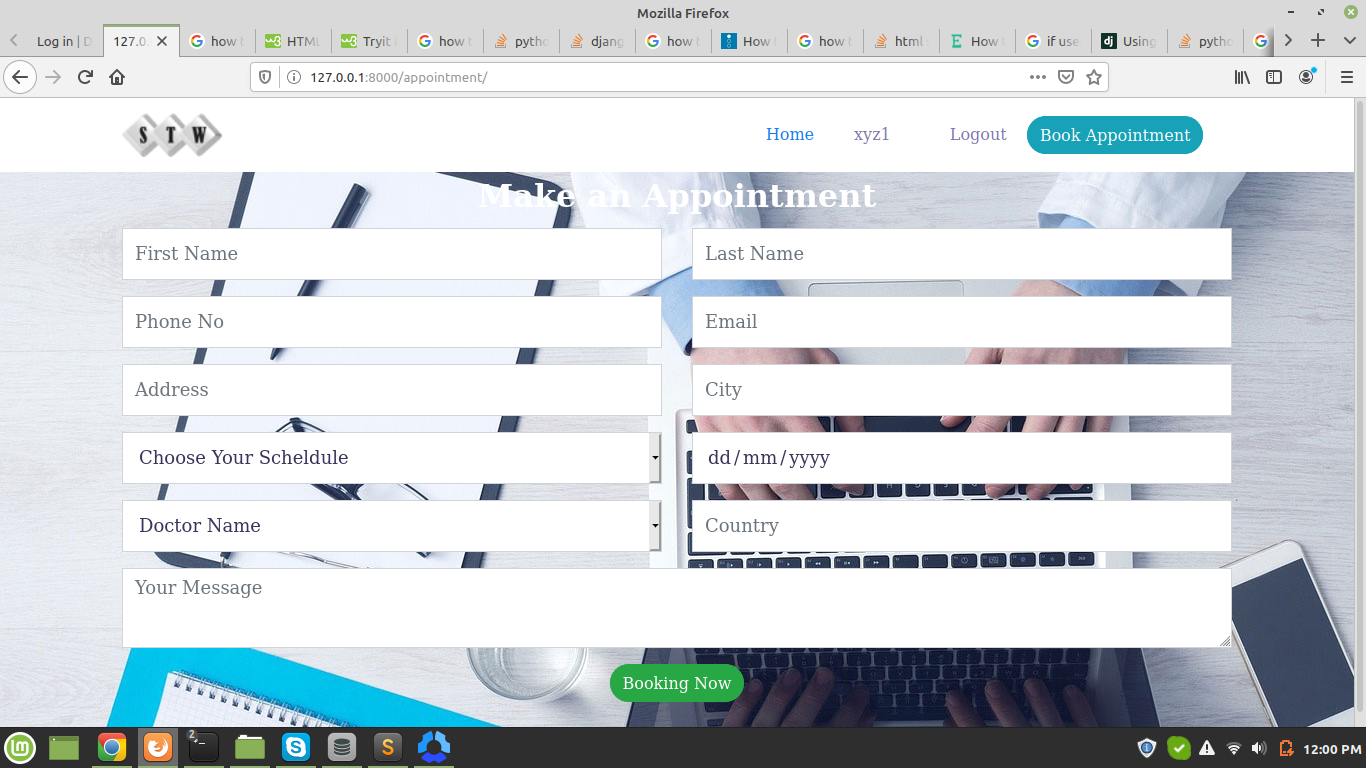 Mozilla Firefox
Log in | D 127.0. how t HTML Tryit how t pytho djang how t How how t html how if use Using pytho
127.0.0.1:8000/appointment/
S T W Home xyz1 Logout Book Appointment
Make an Appointment
First Name Last Name
Phone No Email
Address City
Choose Your Scheldule dd/mm/yyyy
Doctor Name Country
Your Message
Booking Now
2
12:00 PM